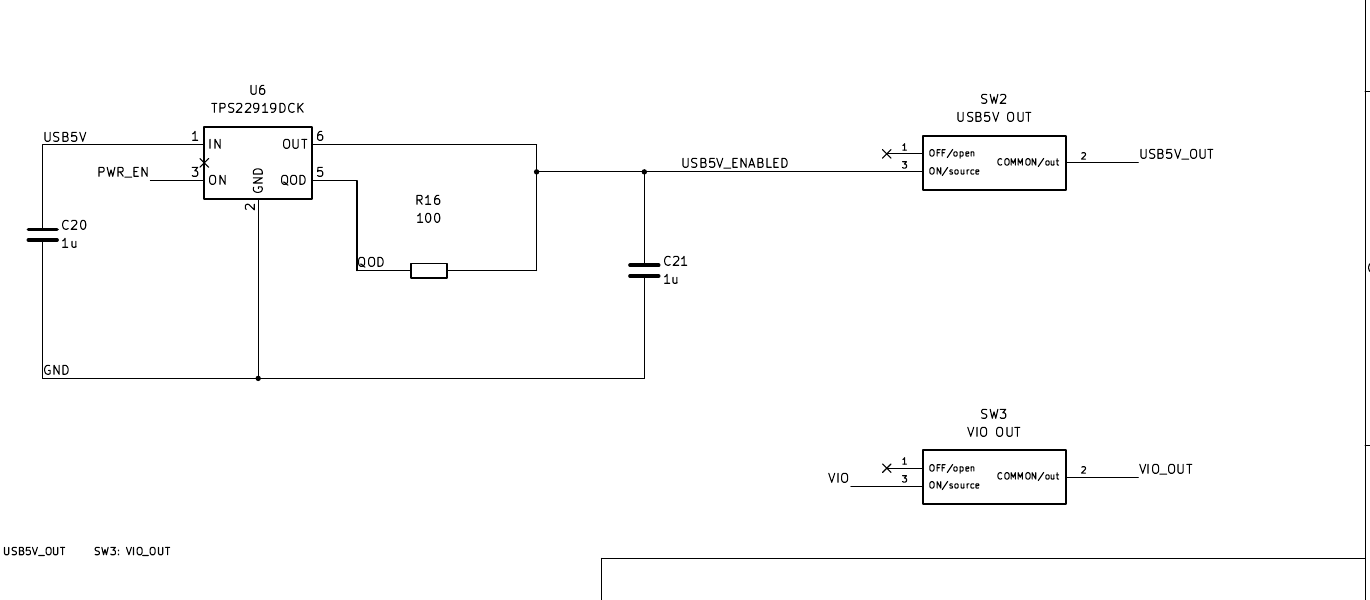 U6
TPS22919DCK
USB5V
1
IN
OUT
6
PWR_EN
3
ON
GND
QOD
5
2
C20
1u
R16
100
QOD
GND
USB5V_ENABLED
C21
1u
SW2
USB5V OUT
1
OFF/open
3
ON/source
COMMON/out
2
USB5V_OUT
SW3
VIO OUT
1
OFF/open
VIO
3
ON/source
COMMON/out
2
VIO_OUT
USB5V_OUT SW3: VIO_OUT